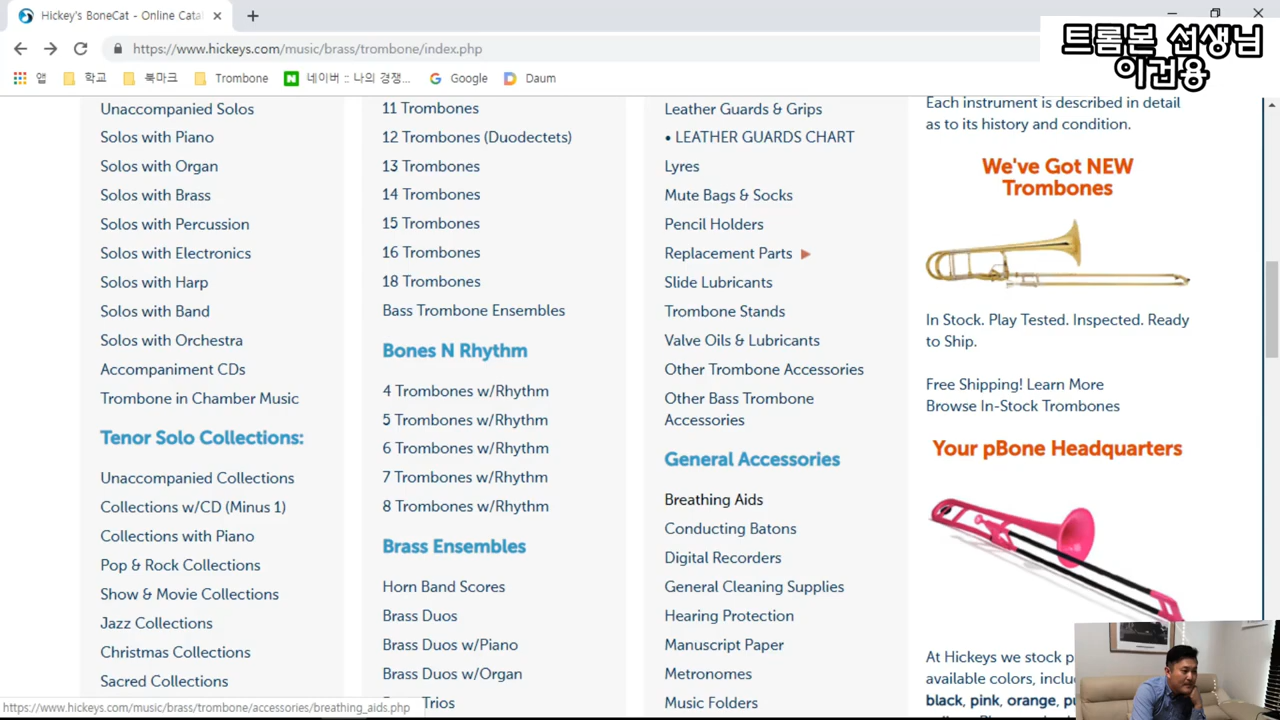 Hickey's BoneCat - Online Cata
https://www.hickeys.com/music/brass/trombone/index.php
트롬본 선생님
이건용
앱
학교
북마크
Trombone
네이버 :: 나의 경쟁...
Google
Daum
Unaccompanied Solos
Solos with Piano
Solos with Organ
Solos with Brass
Solos with Percussion
Solos with Electronics
Solos with Harp
Solos with Band
Solos with Orchestra
Accompaniment CDs
Trombone in Chamber Music
Tenor Solo Collections:
Unaccompanied Collections
Collections w/CD (Minus 1)
Collections with Piano
Pop & Rock Collections
Show & Movie Collections
Jazz Collections
Christmas Collections
Sacred Collections
11 Trombones
12 Trombones (Duodectets)
13 Trombones
14 Trombones
15 Trombones
16 Trombones
18 Trombones
Bass Trombone Ensembles
Bones N Rhythm
4 Trombones w/Rhythm
5 Trombones w/Rhythm
6 Trombones w/Rhythm
7 Trombones w/Rhythm
8 Trombones w/Rhythm
Brass Ensembles
Horn Band Scores
Brass Duos
Brass Duos w/Piano
Brass Duos w/Organ
Trios
Leather Guards & Grips
• LEATHER GUARDS CHART
Lyres
Mute Bags & Socks
Pencil Holders
Replacement Parts
Slide Lubricants
Trombone Stands
Valve Oils & Lubricants
Other Trombone Accessories
Other Bass Trombone
Accessories
General Accessories
Breathing Aids
Conducting Batons
Digital Recorders
General Cleaning Supplies
Hearing Protection
Manuscript Paper
Metronomes
Music Folders
Each instrument is described in detail
as to its history and condition.
We've Got NEW
Trombones
In Stock. Play Tested. Inspected. Ready
to Ship.
Free Shipping! Learn More
Browse In-Stock Trombones
Your pBone Headquarters
At Hickeys we stock
available colors,
black, pink, orange,
https://www.hickeys.com/music/brass/trombone/accessories/breathing_aids.php